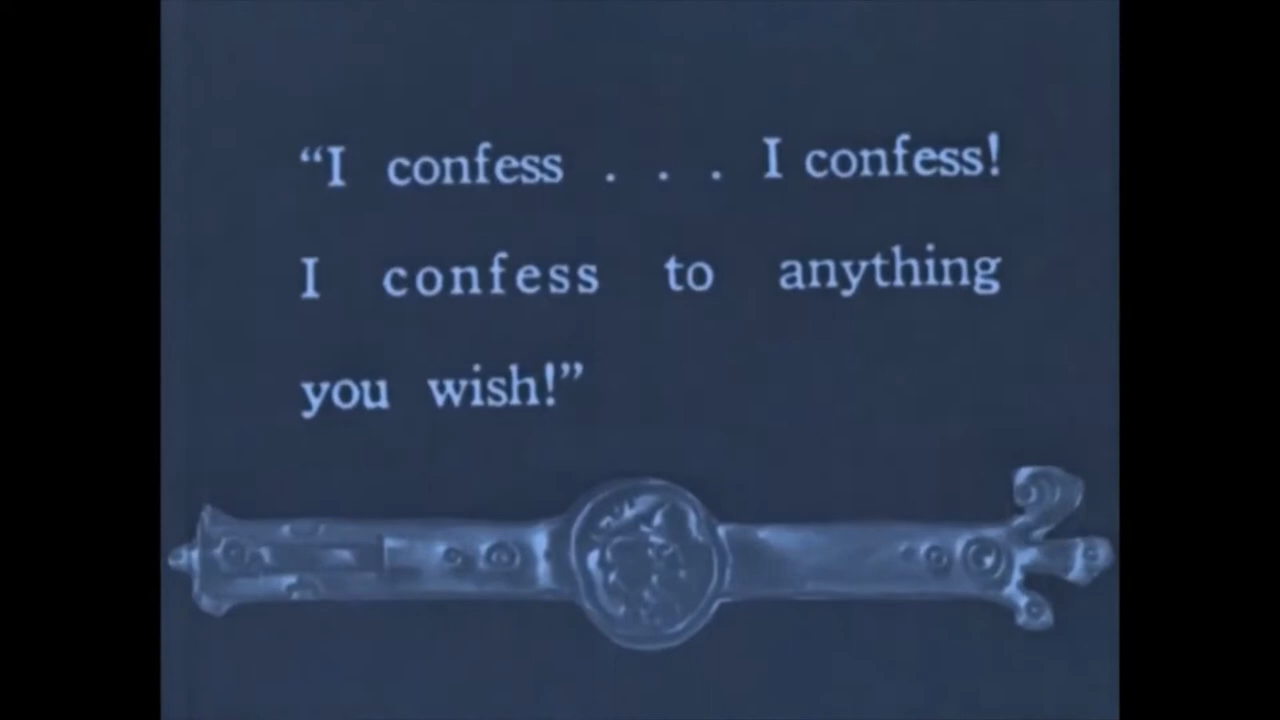 “I confess . . . I confess!
I confess to anything
you wish!”